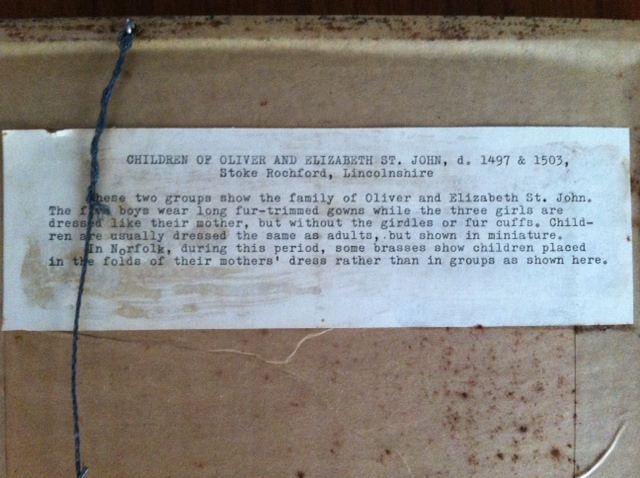 CHILDREN OF OLIVER AND ELIZABETH ST. JOHN, d. 1497 & 1503,
Stoke Rochford, Lincolnshire
These two groups show the family of Oliver and Elizabeth St. John.
The boys wear long fur-trimmed gowns while the three girls are
dressed like their mother, but without the girdles or fur cuffs. Child-
ren are usually dressed the same as adults, but shown in miniature.
In Norfolk, during this period, some brasses show children placed
in the folds of their mothers' dress rather than in groups as shown here.